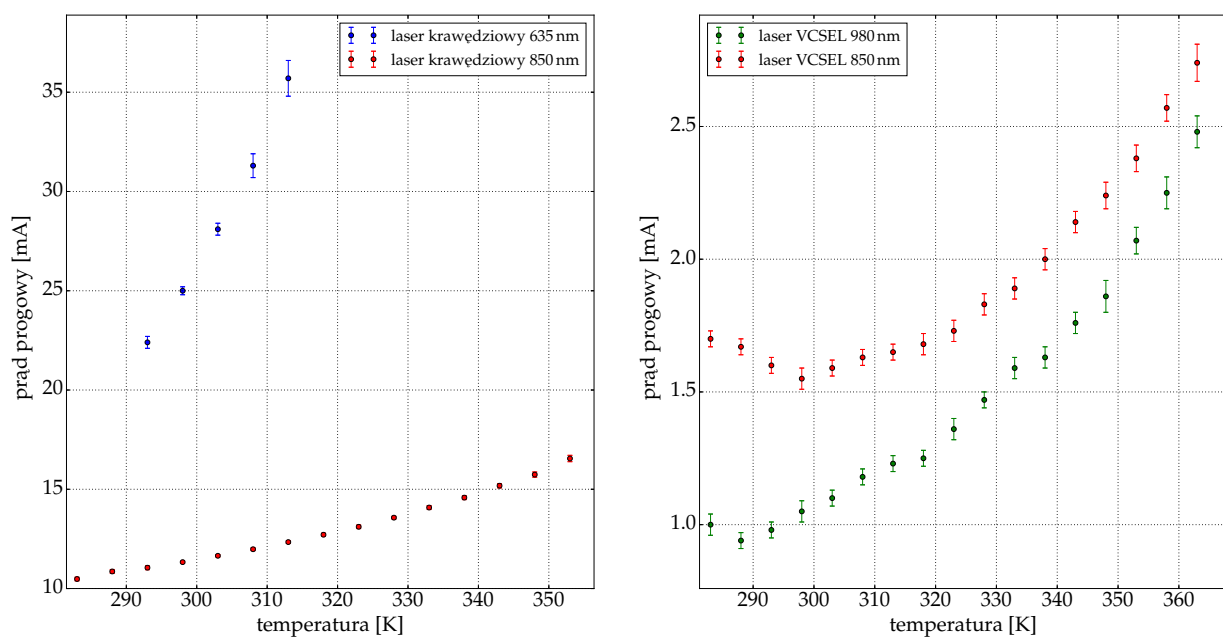 laser krawędziowy 635 nm
laser krawędziowy 850 nm
prąd progowy [mA]
35
30
25
20
15
10
290 300 310 320 330 340 350
temperatura [K]
laser VCSEL 980 nm
laser VCSEL 850 nm
prąd progowy [mA]
2.5
2.0
1.5
1.0
290 300 310 320 330 340 350 360
temperatura [K]